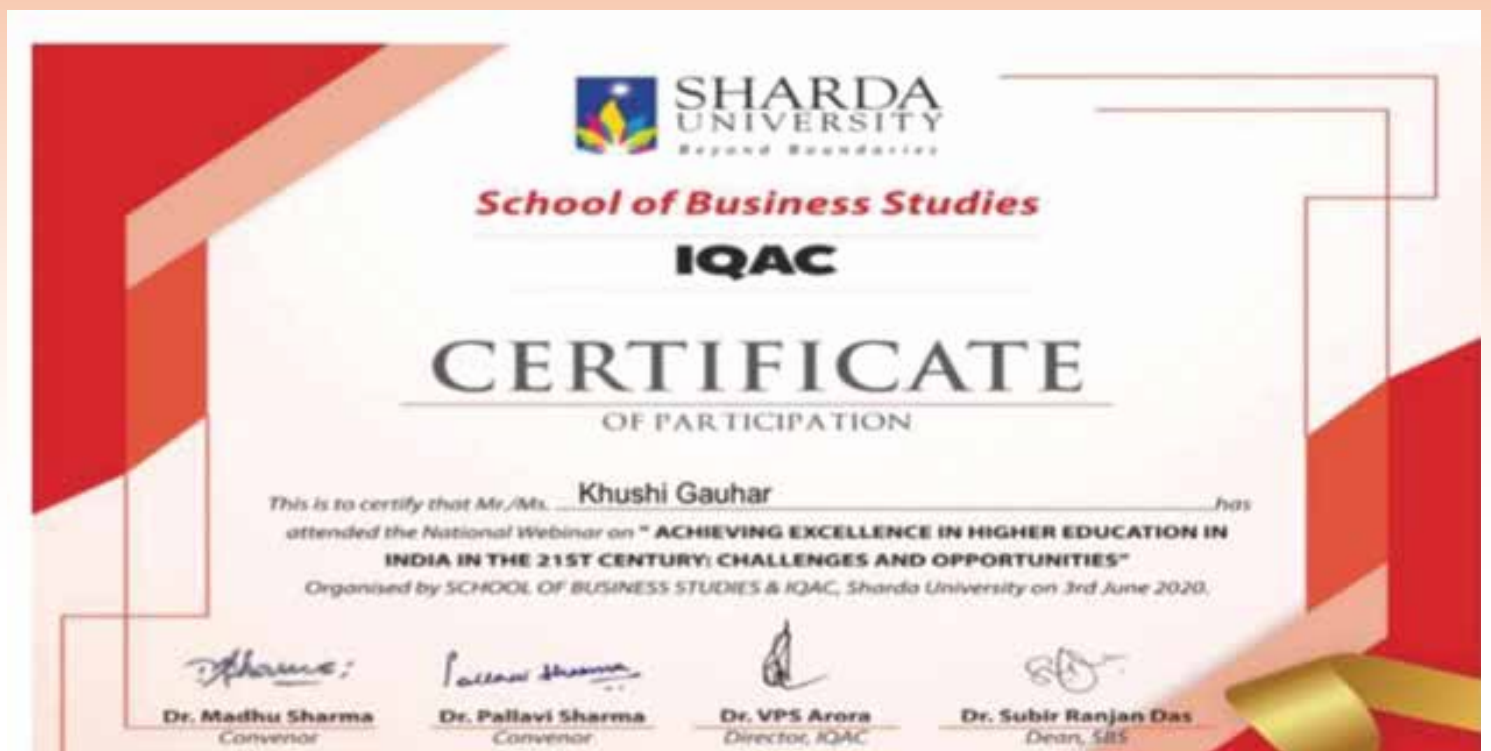 SHARDA
UNIVERSITY
Beyond Boundaries
School of Business Studies
IQAC
CERTIFICATE
OF PARTICIPATION
This is to certify that Mr./Ms. Khushi Gauhar has
attended the National Webinar on " ACHIEVING EXCELLENCE IN HIGHER EDUCATION IN
INDIA IN THE 21ST CENTURY: CHALLENGES AND OPPORTUNITIES"
Organised by SCHOOL OF BUSINESS STUDIES & IQAC, Sharda University on 3rd June 2020.
Pallavi Sharma
Dr. Madhu Sharma Dr. Pallavi Sharma Dr. VPS Arora Dr. Subir Ranjan Das
Convenor Convenor Director, IQAC Dean, SBS